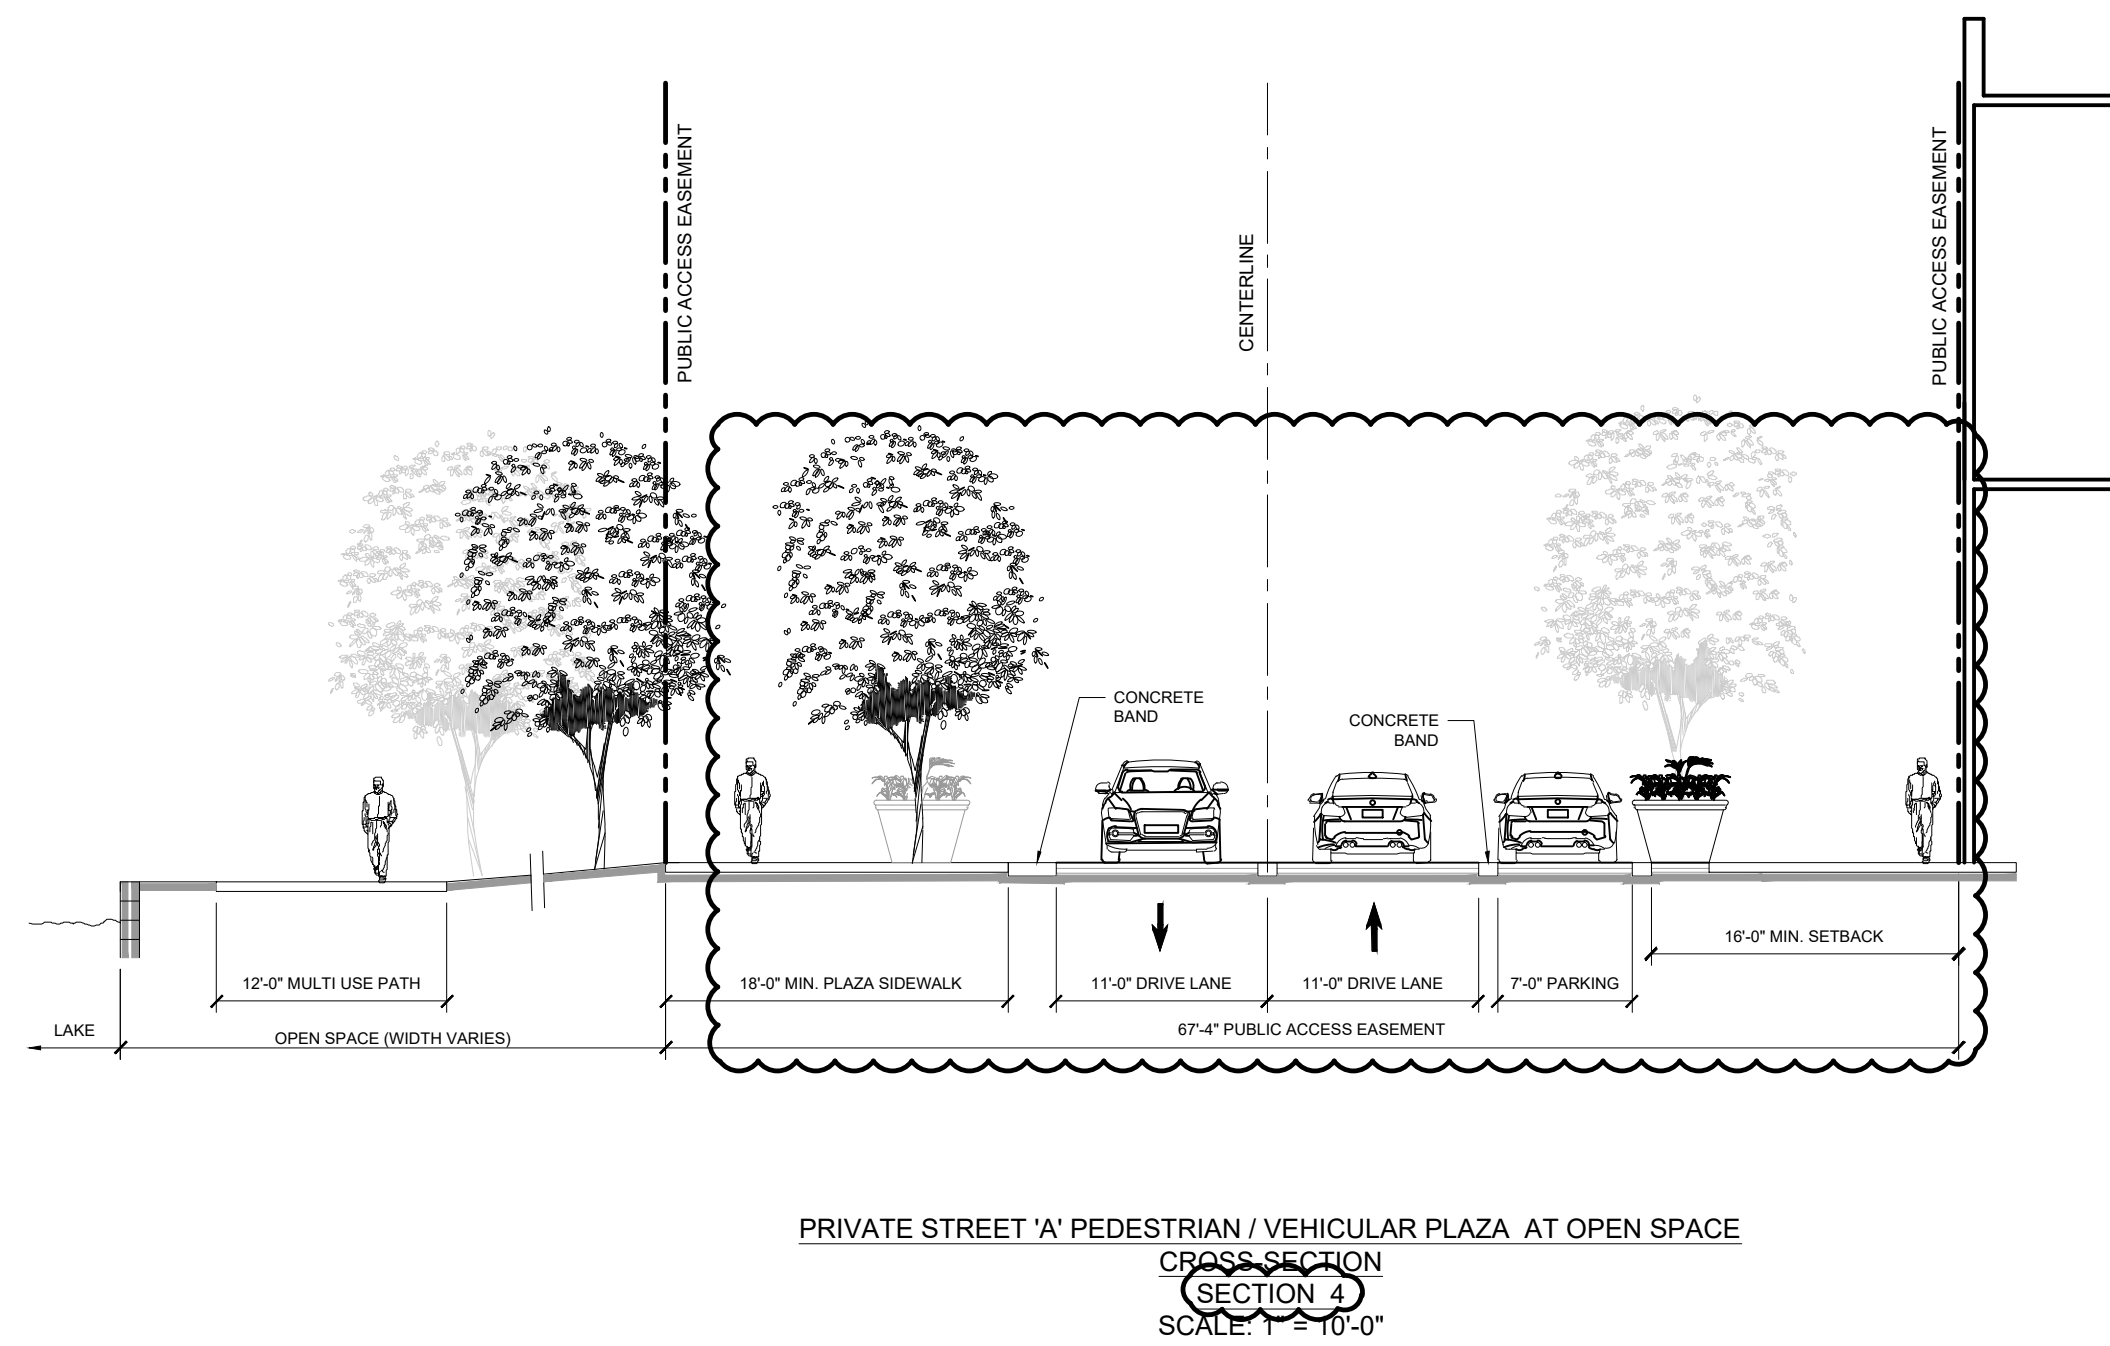 PUBLIC ACCESS EASEMENT
CENTERLINE
PUBLIC ACCESS EASEMENT
CONCRETE
BAND
CONCRETE
BAND
16'-0" MIN. SETBACK
12'-0" MULTI USE PATH
18'-0" MIN. PLAZA SIDEWALK
11'-0" DRIVE LANE
11'-0" DRIVE LANE
7'-0" PARKING
LAKE
OPEN SPACE (WIDTH VARIES)
67'-4" PUBLIC ACCESS EASEMENT
PRIVATE STREET 'A' PEDESTRIAN / VEHICULAR PLAZA AT OPEN SPACE
CROSS-SECTION
SECTION 4
SCALE: 1" = 10'-0"